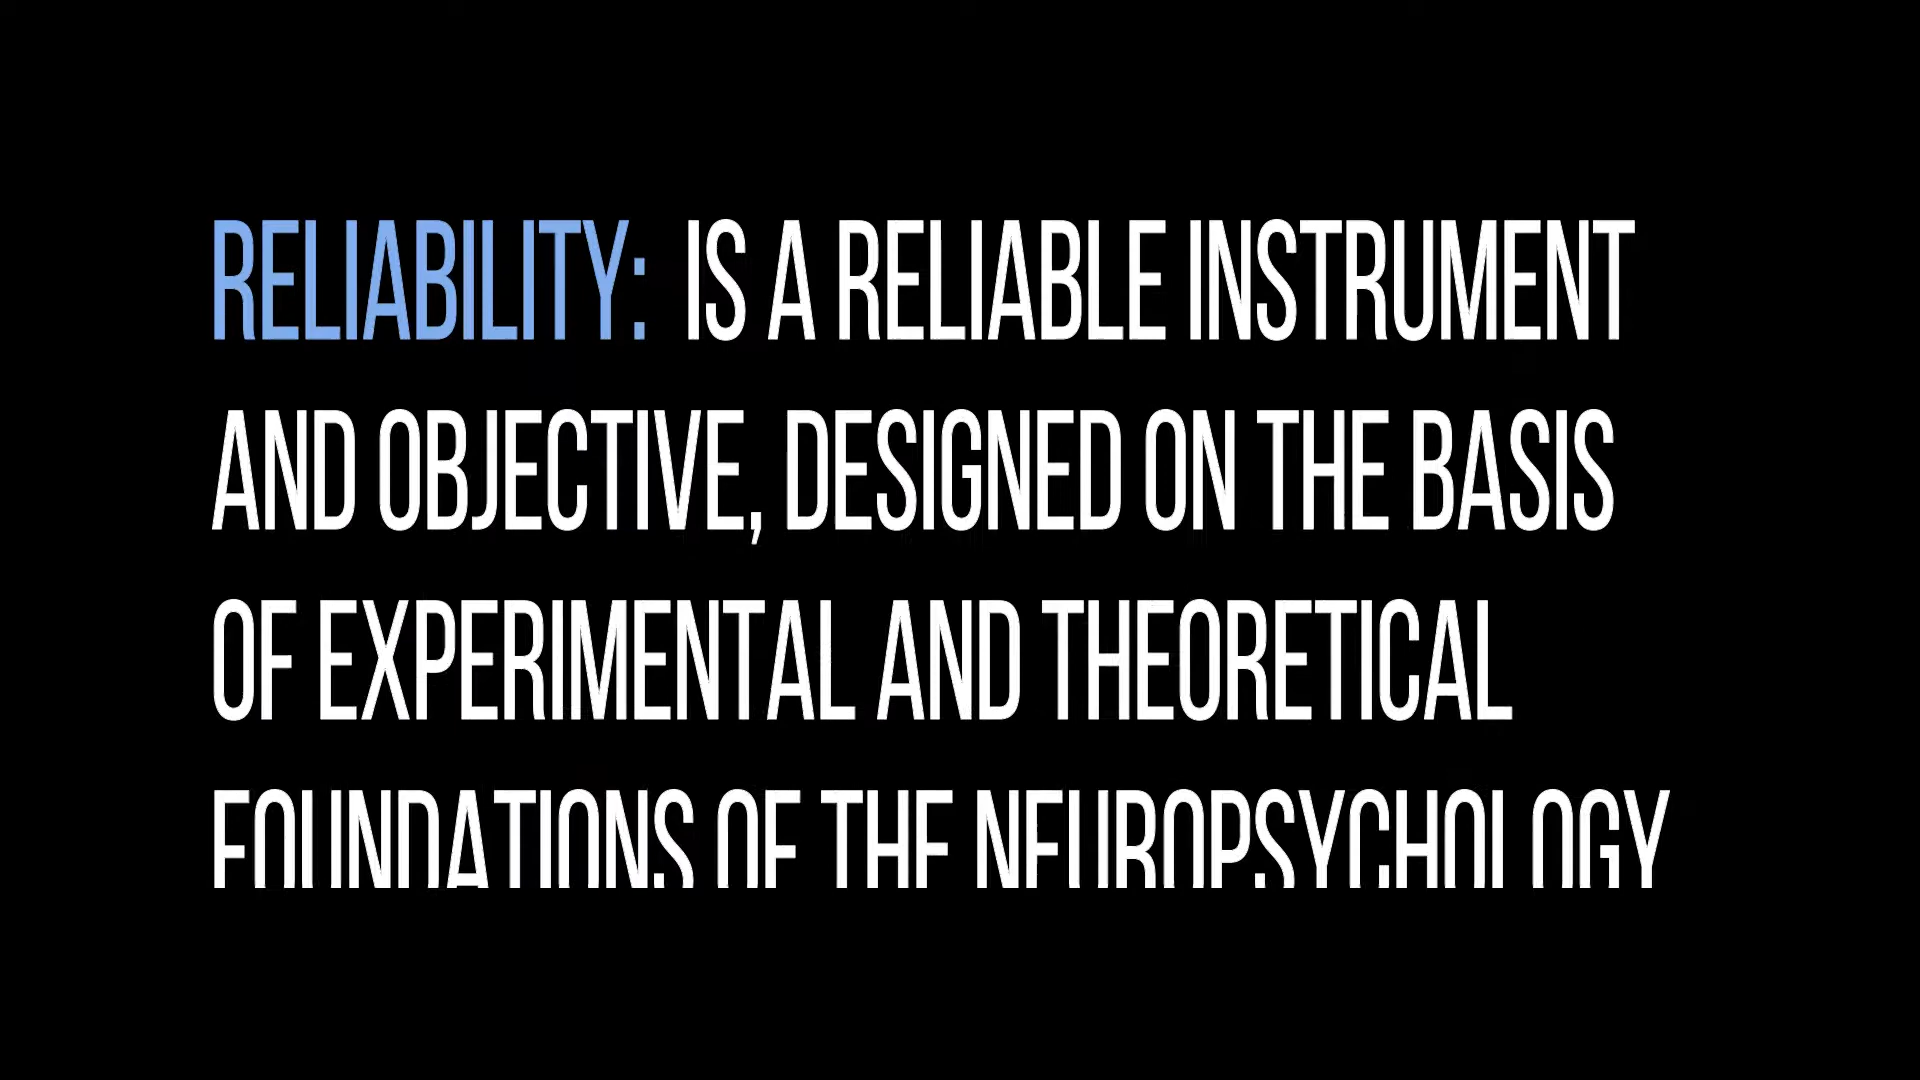 RELIABILITY: IS A RELIABLE INSTRUMENT
AND OBJECTIVE, DESIGNED ON THE BASIS
OF EXPERIMENTAL AND THEORETICAL
FOUNDATIONS OF THE NEUROPSYCHOLOGY